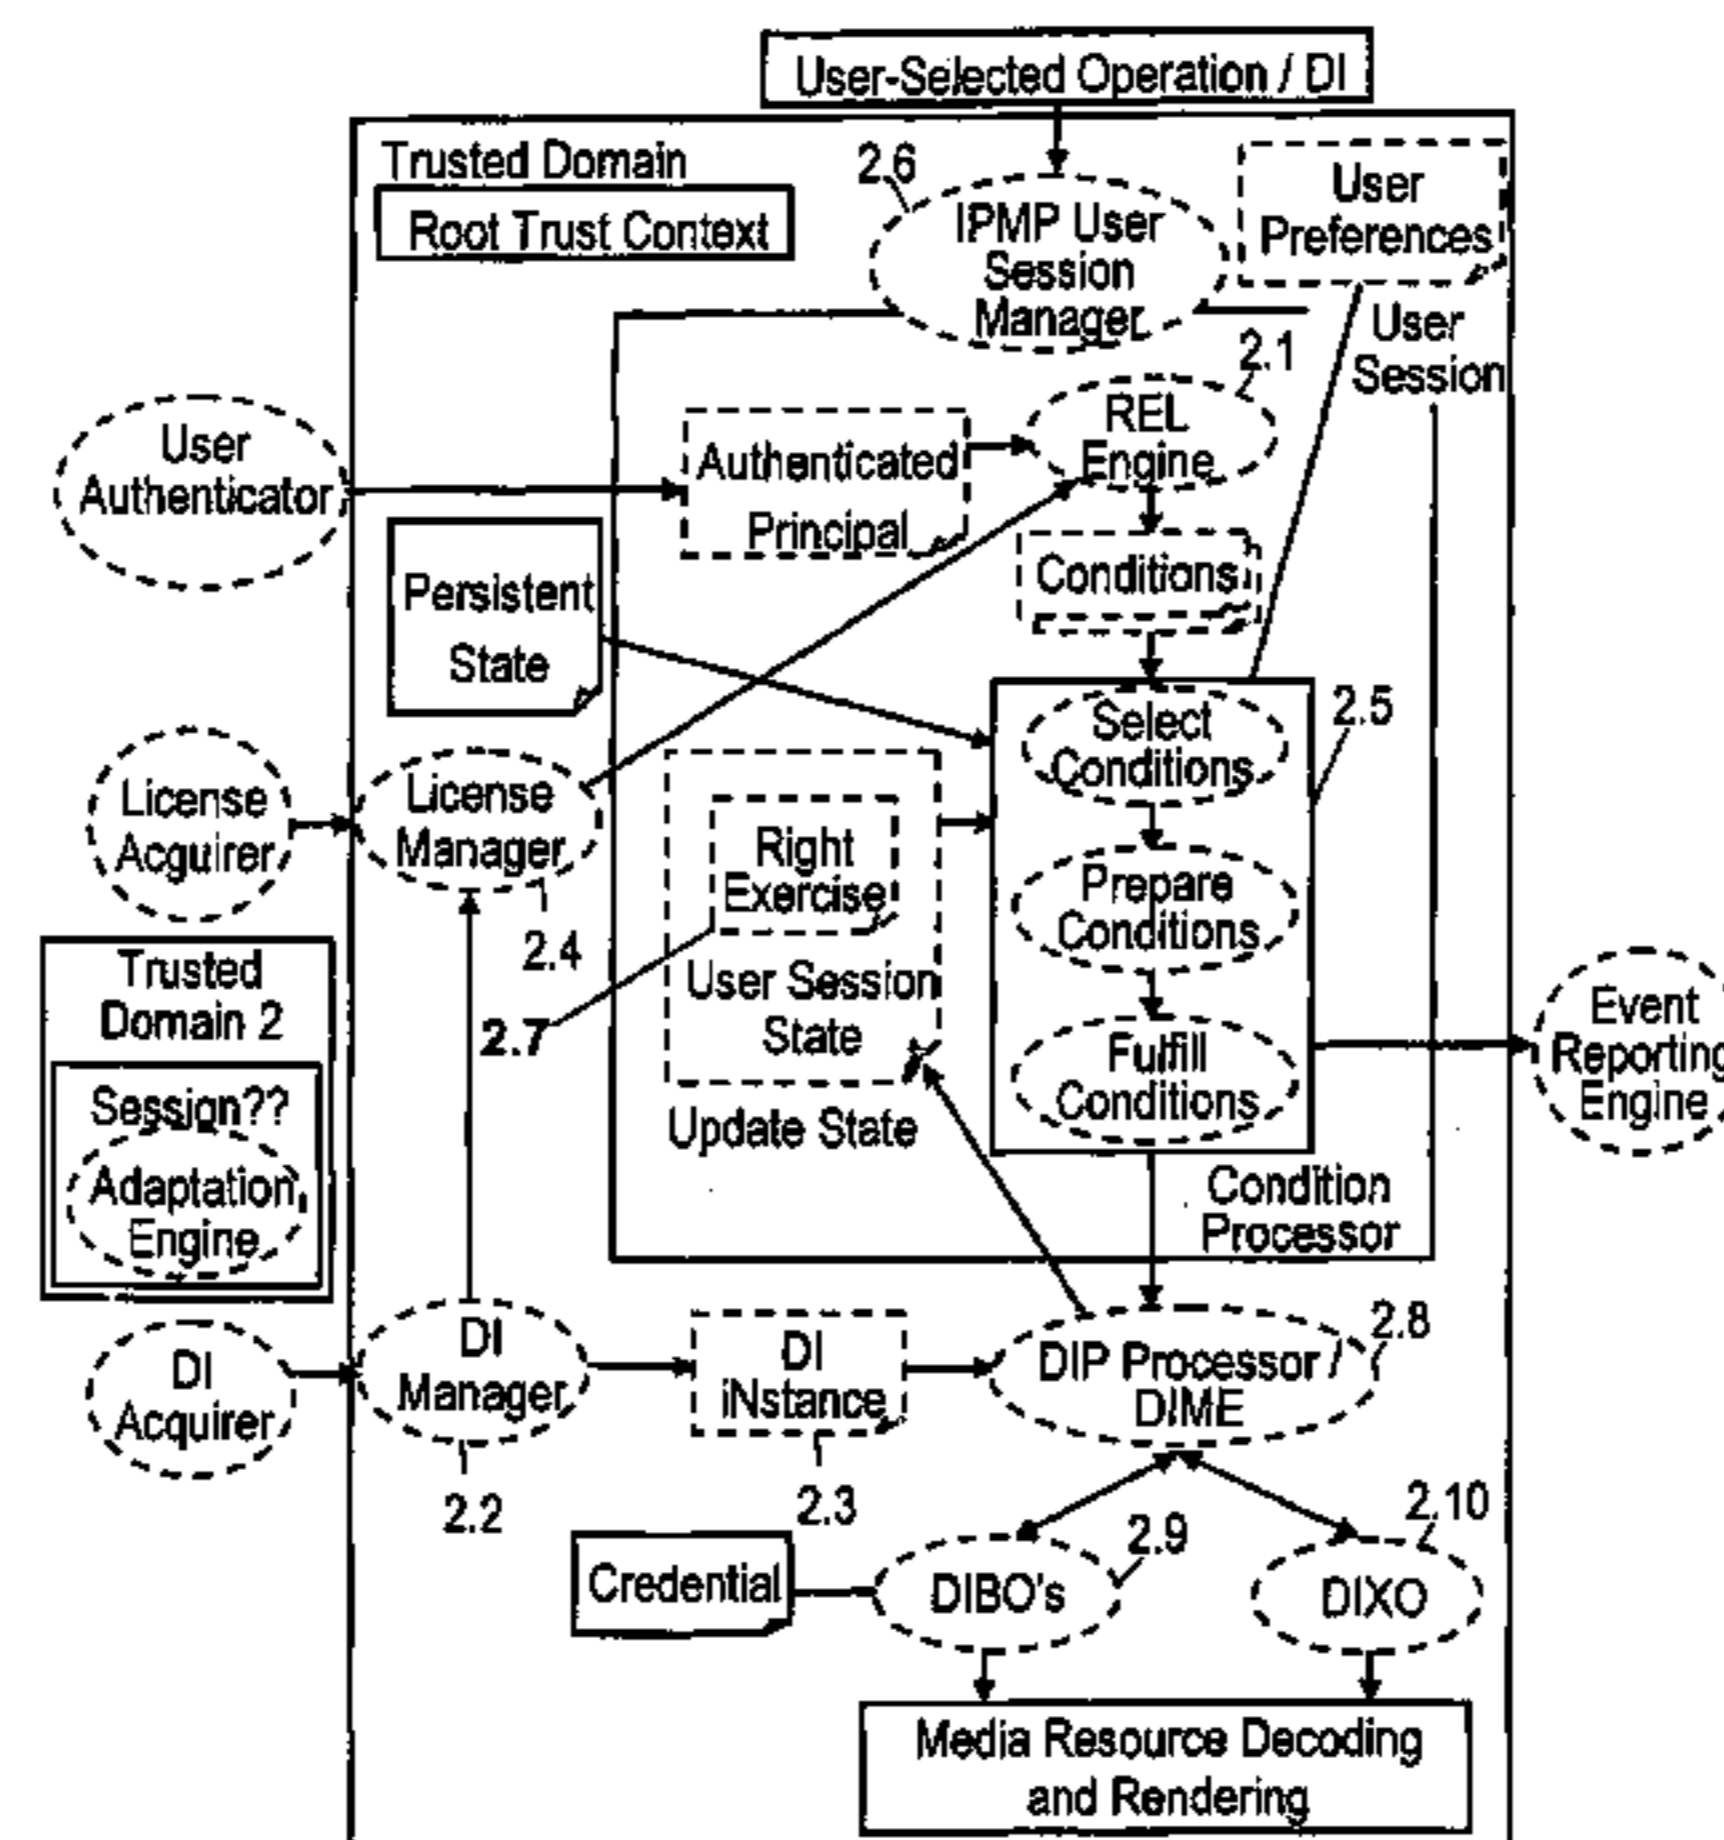 User-Selected Operation / DI
Trusted Domain
Root Trust Context
2.6
IPMP User
Session
Manager
User
Preferences
User
Session
2.1
REL
Engine
User
Authenticator
Authenticated
Principal
Persistent
State
Conditions
Select
Conditions
2.5
License
Acguirer
License
Manager
2.4
Right
Exercise
User Session
State
2.7
Update State
Prepare
Conditions
Fulfill
Conditions
Event
Reporting
Engine
Trusted
Domain 2
Session??
Adaptation
Engine
Condition
Processor
DI
Acquirer
DI
Manager
2.2
DI
iNstance
2.3
DIP Processor /
DIME
2.8
Credential
DIBO's
2.9
DIXO
2.10
Media Resource Decoding
and Rendering